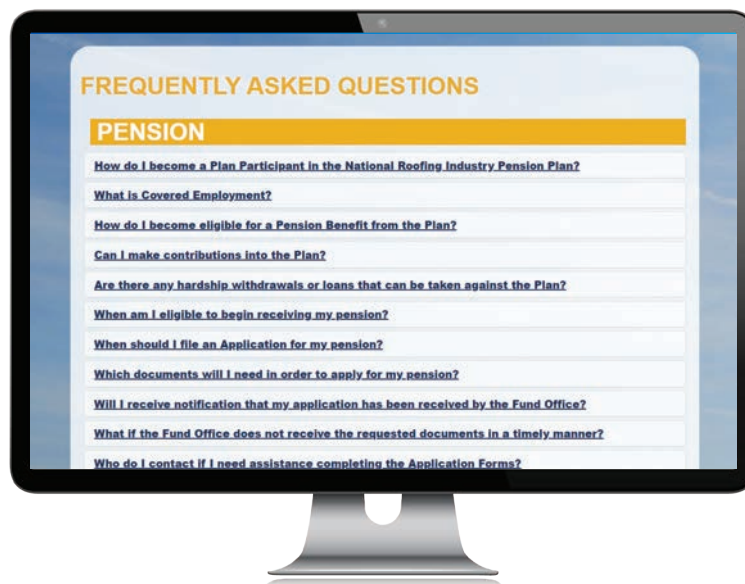 FREQUENTLY ASKED QUESTIONS
PENSION
How do I become a Plan Participant in the National Roofing Industry Pension Plan?
What is Covered Employment?
How do I become eligible for a Pension Benefit from the Plan?
Can I make contributions into the Plan?
Are there any hardship withdrawals or loans that can be taken against the Plan?
When am I eligible to begin receiving my pension?
When should I file an Application for my pension?
Which documents will I need in order to apply for my pension?
Will I receive notification that my application has been received by the Fund Office?
What if the Fund Office does not receive the requested documents in a timely manner?
Who do I contact if I need assistance completing the Application Forms?